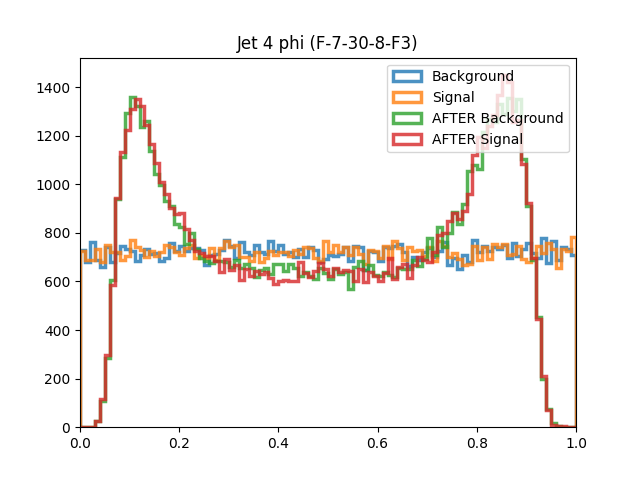 Jet 4 phi (F-7-30-8-F3)
1400
1200
1000
800
600
400
200
0
0.0 0.2 0.4 0.6 0.8 1.0
Background
Signal
AFTER Background
AFTER Signal